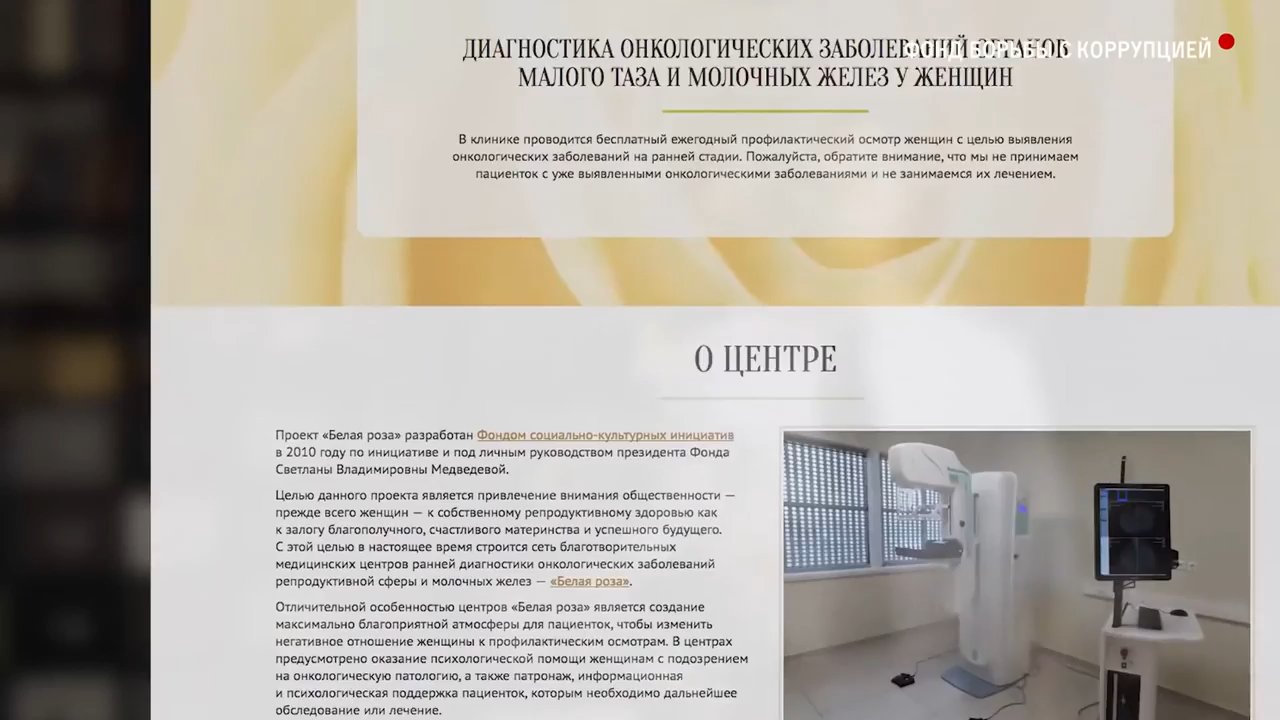 ДИАГНОСТИКА ОНКОЛОГИЧЕСКИХ ЗАБОЛЕВАНИЙ ОРГАНОВ
МАЛОГО ТАЗА И МОЛОЧНЫХ ЖЕЛЕЗ У ЖЕНЩИН
ФОНД БОРЬБЫ С КОРРУПЦИЕЙ
В клинике проводится бесплатный ежегодный профилактический осмотр женщин с целью выявления
онкологических заболеваний на ранней стадии. Пожалуйста, обратите внимание, что мы не принимаем
пациенток с уже выявленными онкологическими заболеваниями и не занимаемся их лечением.
О ЦЕНТРЕ
Проект «Белая роза» разработан Фондом социально-культурных инициатив
в 2010 году по инициативе и под личным руководством президента Фонда
Светланы Владимировны Медведевой.
Целью данного проекта является привлечение внимания общественности —
прежде всего женщин — к собственному репродуктивному здоровью как
к залогу благополучного, счастливого материнства и успешного будущего.
С этой целью в настоящее время строится сеть благотворительных
медицинских центров ранней диагностики онкологических заболеваний
репродуктивной сферы и молочных желез — «Белая роза».
Отличительной особенностью центров «Белая роза» является создание
максимально благоприятной атмосферы для пациенток, чтобы изменить
негативное отношение женщины к профилактическим осмотрам. В центрах
предусмотрено оказание психологической помощи женщинам с подозрением
на онкологическую патологию, а также патронаж, информационная
и психологическая поддержка пациенток, которым необходимо дальнейшее
обследование или лечение.